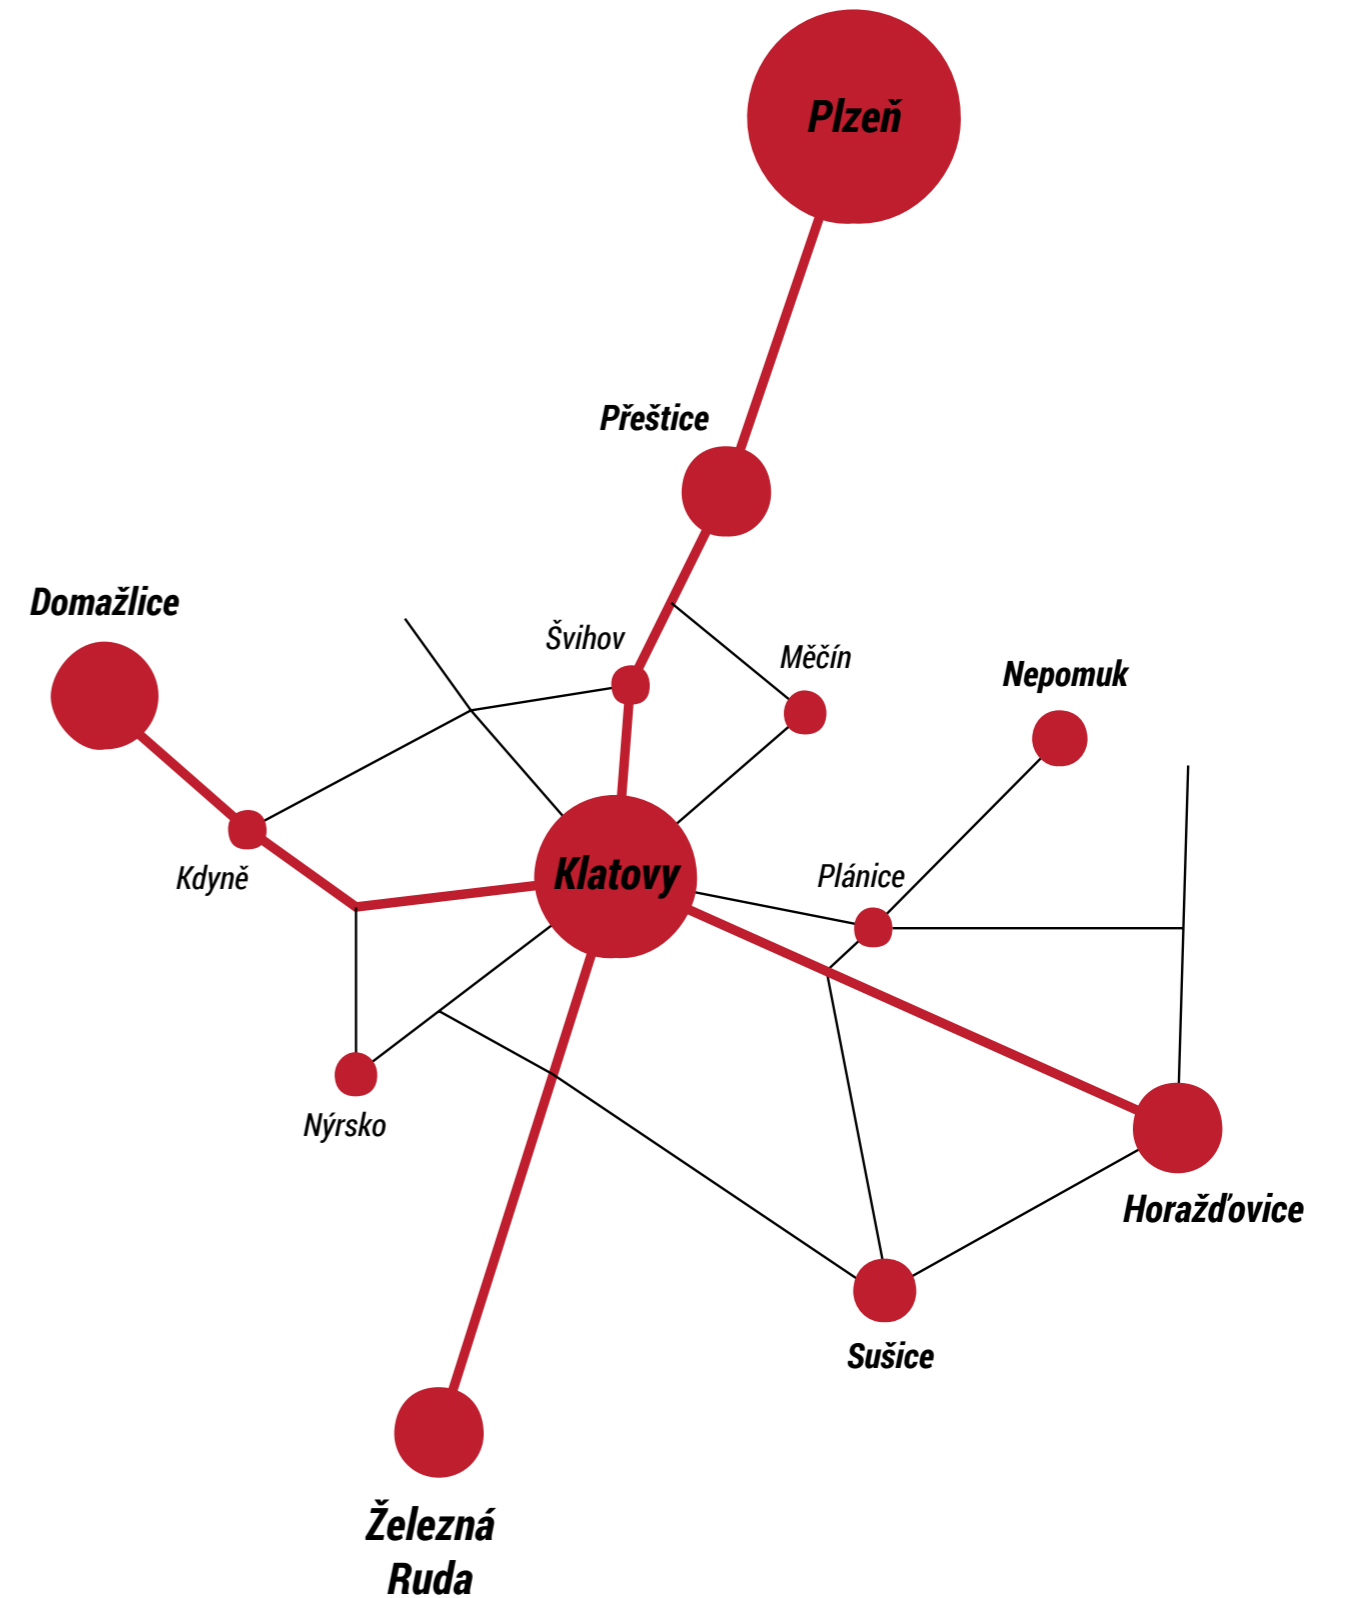 Plzeň
Přeštice
Domažlice
Švihov
Měčín
Nepomuk
Klatovy
Kdyně
Plánice
Nýrsko
Horažďovice
Sušice
Železná
Ruda